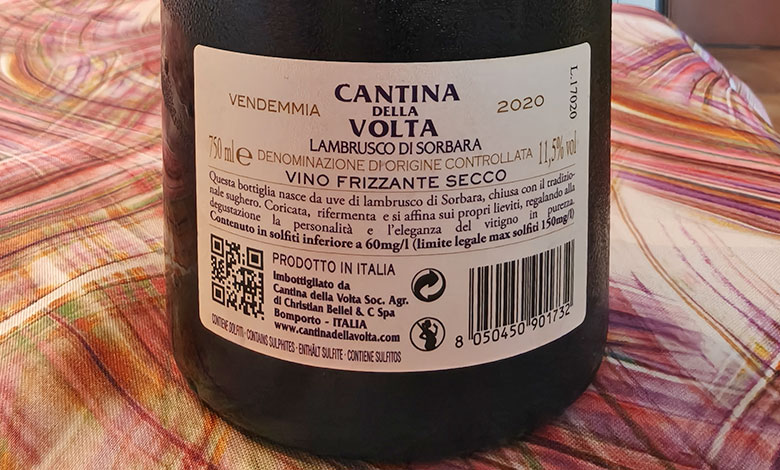 VENDEMMIA CANTINA 2020
DELLA
VOLTA
LAMBRUSCO DI SORBARA
750 ml e DENOMINAZIONE DI ORIGINE CONTROLLATA 11,5% vol
VINO FRIZZANTE SECCO
Questa bottiglia nasce da uve di lambrusco di Sorbara, chiusa con il tradizio-
nale sughero. Coricata, rifermenta e si affina sui propri lieviti, regalando alla
degustazione la personalità e l'eleganza del vitigno in purezza.
Contenuto in solfiti inferiore a 60mg/l (limite legale max solfiti 150mg/l)
PRODOTTO IN ITALIA
Imbottigliato da
Cantina della Volta Soc. Agr.
di Christian Bellei & C Spa
Bomporto - ITALIA
www.cantinadellavolta.com
CONTIENE SOLFITI - CONTAINS SULPHITES - ENTHÄLT SULFITE - CONTIENE SULFITOS
8 050450 901732
L.17020